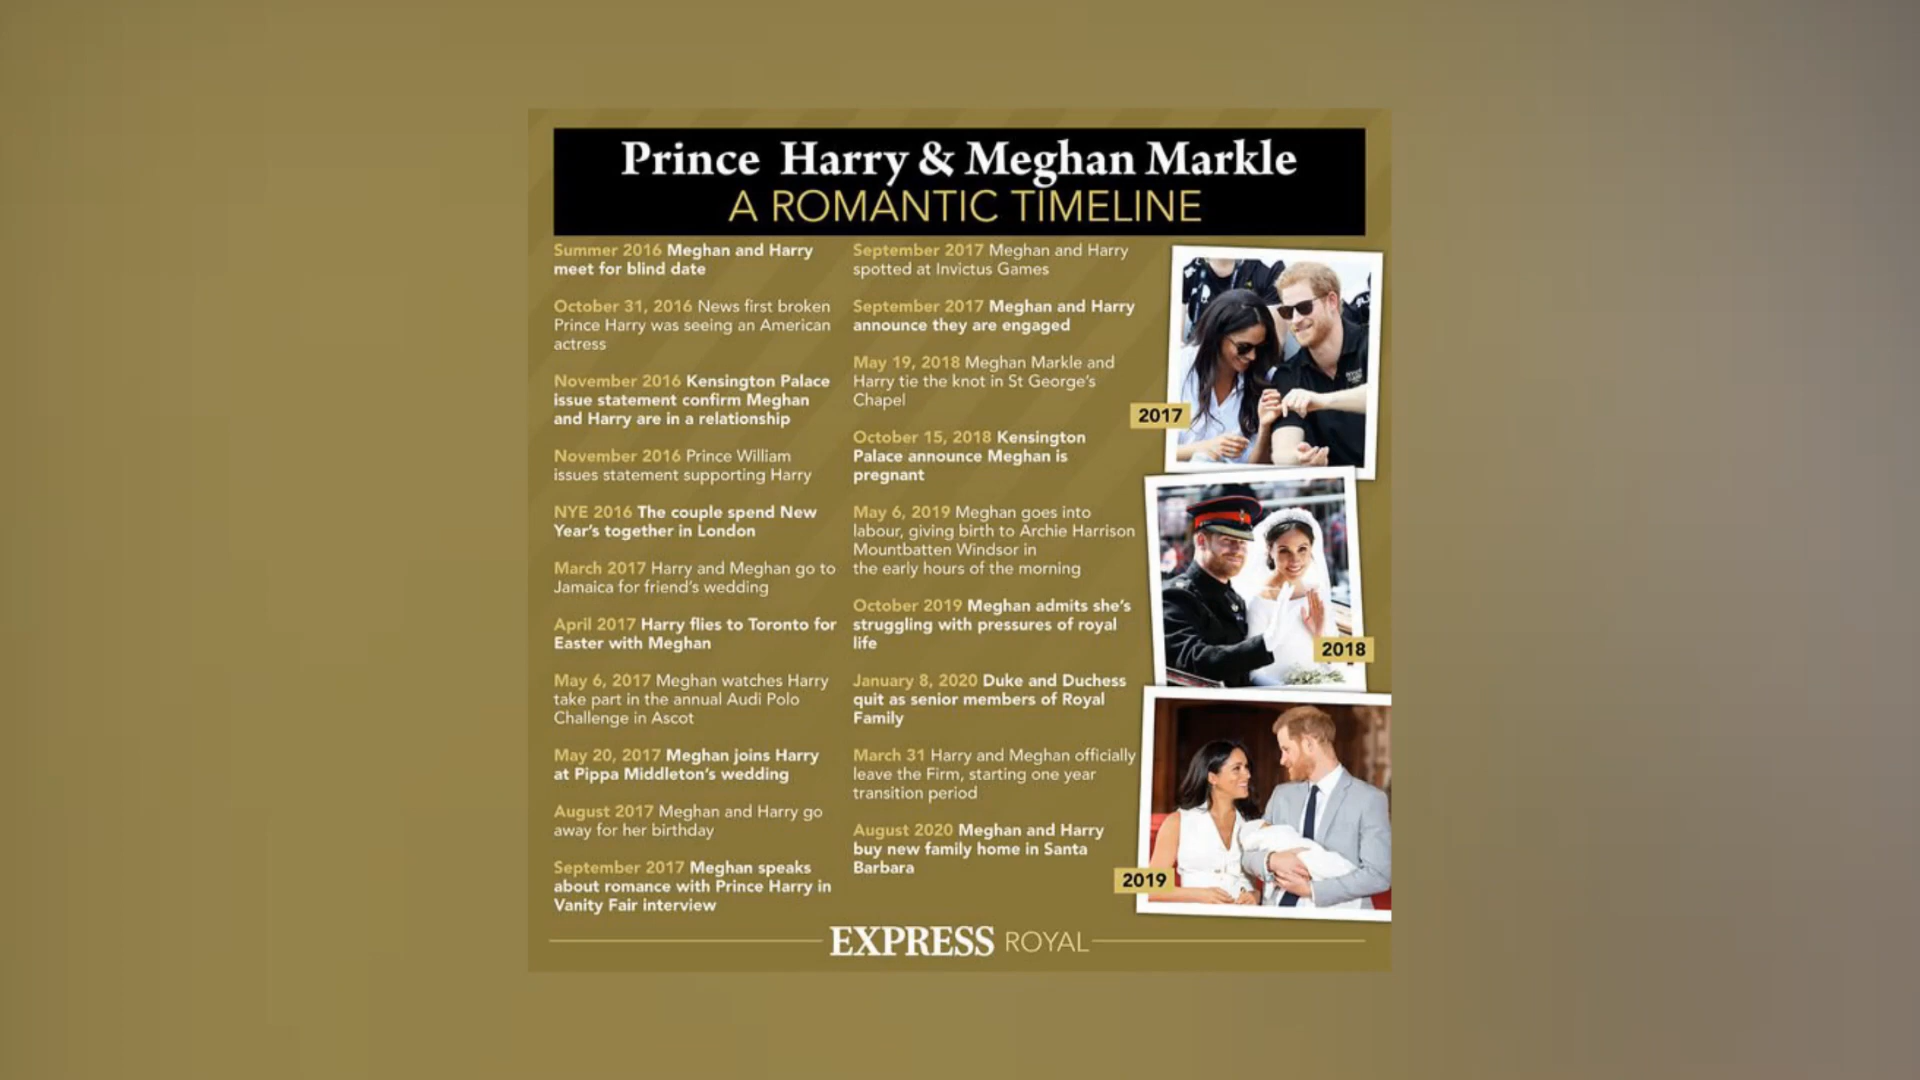 Prince Harry & Meghan Markle
A ROMANTIC TIMELINE
Summer 2016 Meghan and Harry
meet for blind date
October 31, 2016 News first broken
Prince Harry was seeing an American
actress
November 2016 Kensington Palace
issue statement confirm Meghan
and Harry are in a relationship
November 2016 Prince William
issues statement supporting Harry
NYE 2016 The couple spend New
Year's together in London
March 2017 Harry and Meghan go to
Jamaica for friend's wedding
April 2017 Harry flies to Toronto for
Easter with Meghan
May 6, 2017 Meghan watches Harry
take part in the annual Audi Polo
Challenge in Ascot
May 20, 2017 Meghan joins Harry
at Pippa Middleton's wedding
August 2017 Meghan and Harry go
away for her birthday
September 2017 Meghan speaks
about romance with Prince Harry in
Vanity Fair interview
September 2017 Meghan and Harry
spotted at Invictus Games
September 2017 Meghan and Harry
announce they are engaged
May 19, 2018 Meghan Markle and
Harry tie the knot in St George's
Chapel
October 15, 2018 Kensington
Palace announce Meghan is
pregnant
May 6, 2019 Meghan goes into
labour, giving birth to Archie Harrison
Mountbatten Windsor in
the early hours of the morning
October 2019 Meghan admits she's
struggling with pressures of royal
life
January 8, 2020 Duke and Duchess
quit as senior members of Royal
Family
March 31 Harry and Meghan officially
leave the Firm, starting one year
transition period
August 2020 Meghan and Harry
buy new family home in Santa
Barbara
2017
2018
2019
EXPRESS ROYAL